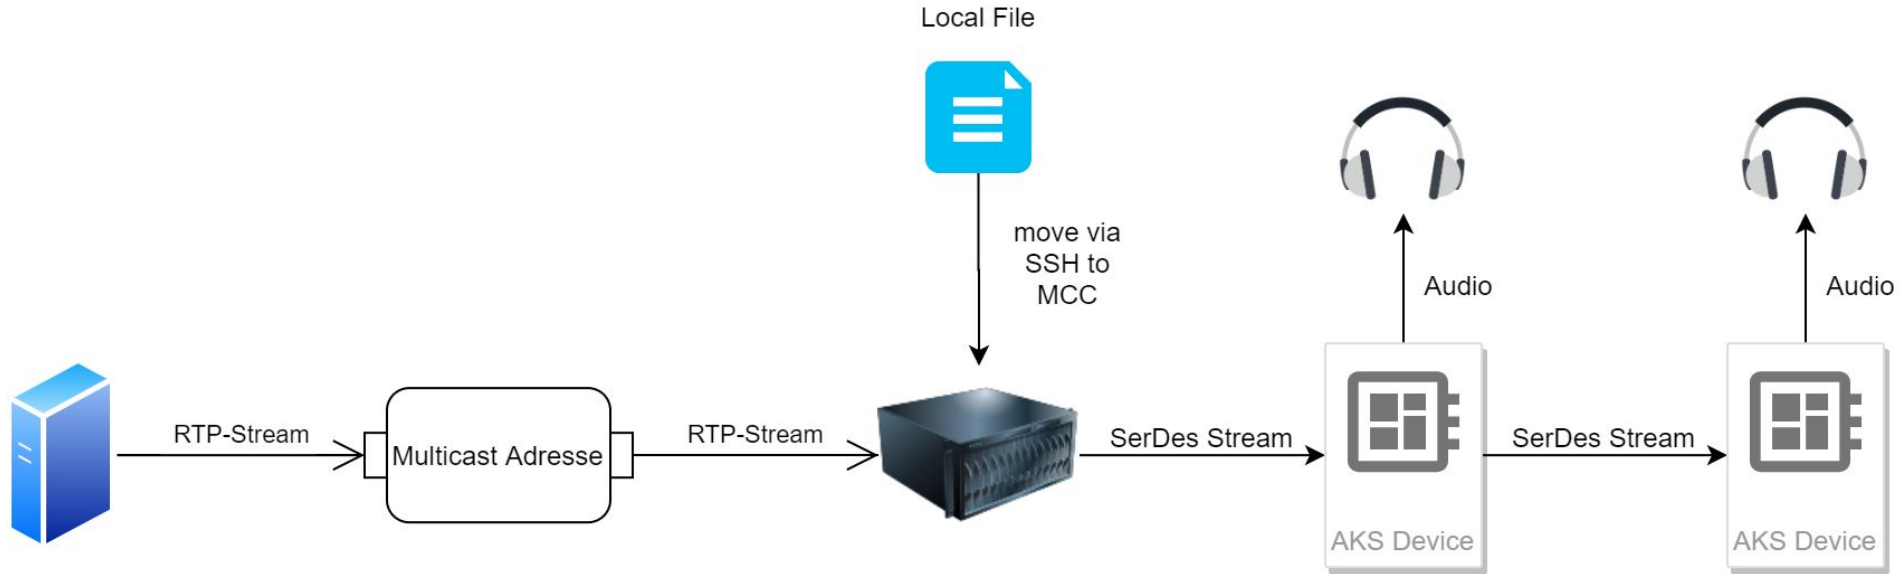 Local File
move via
SSH to
MCC
Audio
Audio
RTP-Stream
Multicast Adresse
RTP-Stream
SerDes Stream
SerDes Stream
AKS Device
AKS Device